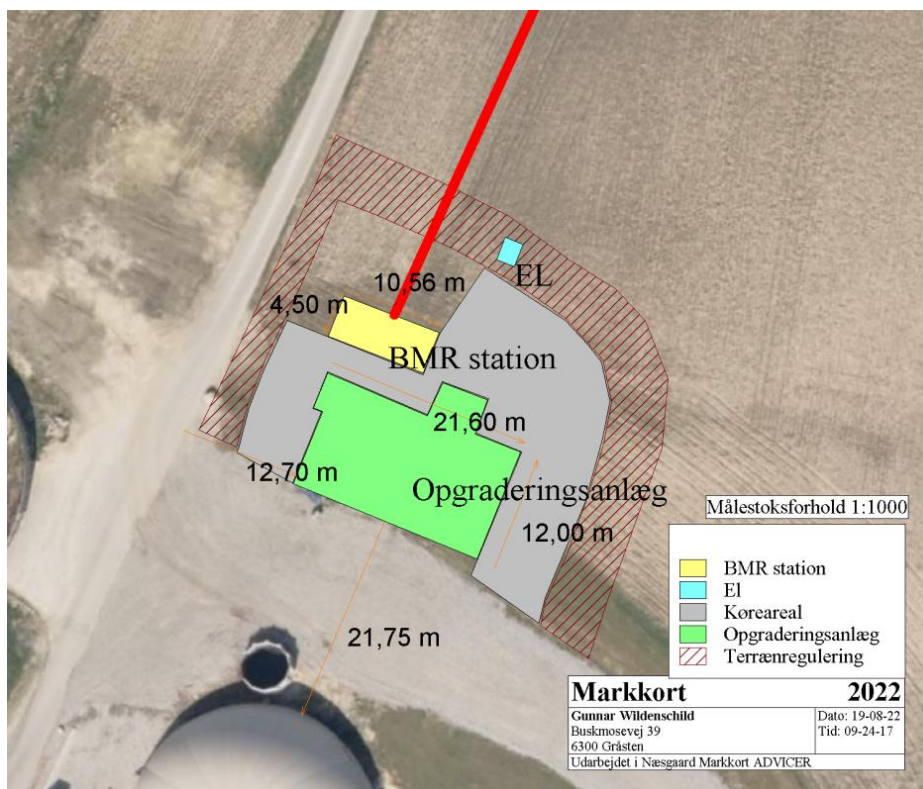 EL
10,56 m
4,50 m
BMR station
21,60 m
12,70 m
Opgraderingsanlæg
12,00 m
21,75 m
Målestoksforhold 1:1000
BMR station
El
Køreareal
Opgraderingsanlæg
Terrænregulering
Markkort 2022
Gunnar Wildenschild
Buskmosevej 39
6300 Gråsten
Dato: 19-08-22
Tid: 09-24-17
Udarbejdet i Næsgaard Markkort ADVICER